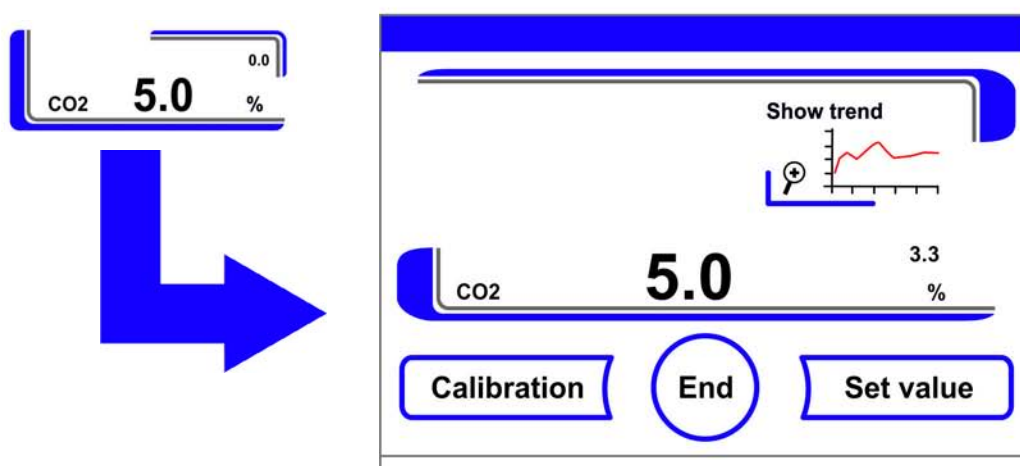 0.0
CO2 5.0 %
Show trend
3.3
CO2 5.0 %
Calibration End Set value